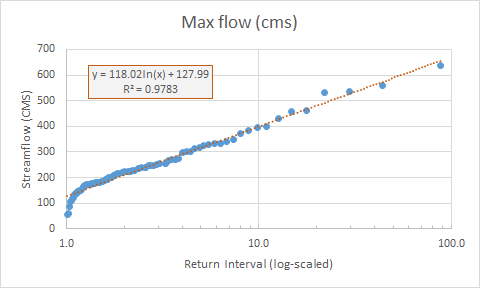 Max flow (cms)
700
600
500
400
300
200
100
0
y = 118.02ln(x) + 127.99
R² = 0.9783
Streamflow (CMS)
1.0 10.0 100.0
Return Interval (log-scaled)